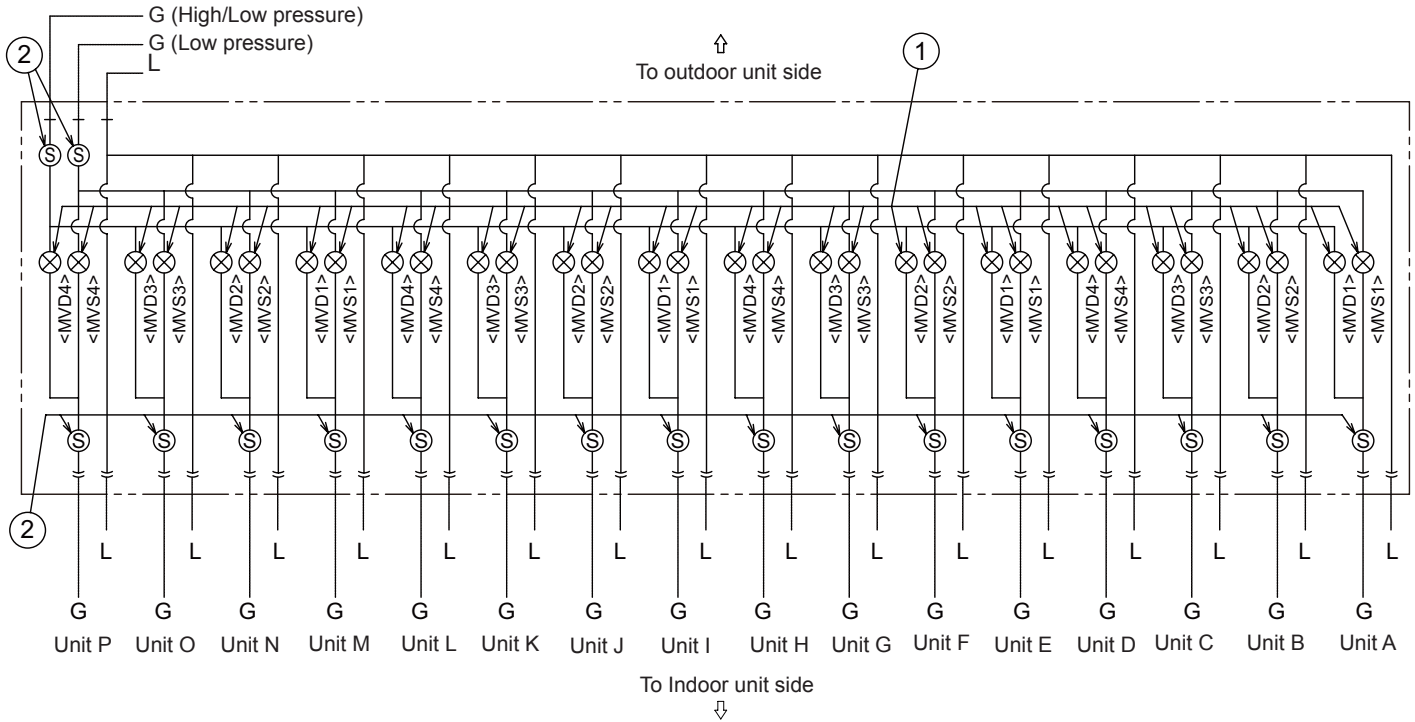 G (High/Low pressure)
G (Low pressure)
L
2
1
To outdoor unit side
S S
<MVD4> <MVS4> <MVD3> <MVS3> <MVD2> <MVS2> <MVD1> <MVS1> <MVD4> <MVS4> <MVD3> <MVS3> <MVD2> <MVS2> <MVD1> <MVS1> <MVD4> <MVS4> <MVD3> <MVS3> <MVD2> <MVS2> <MVD1> <MVS1> <MVD4> <MVS4> <MVD3> <MVS3> <MVD2> <MVS2> <MVD1> <MVS1>
S S S S S S S S S S S S S S S S
2
L L L L L L L L L L L L L L L L
G G G G G G G G G G G G G G G G
Unit P Unit O Unit N Unit M Unit L Unit K Unit J Unit I Unit H Unit G Unit F Unit E Unit D Unit C Unit B Unit A
To Indoor unit side